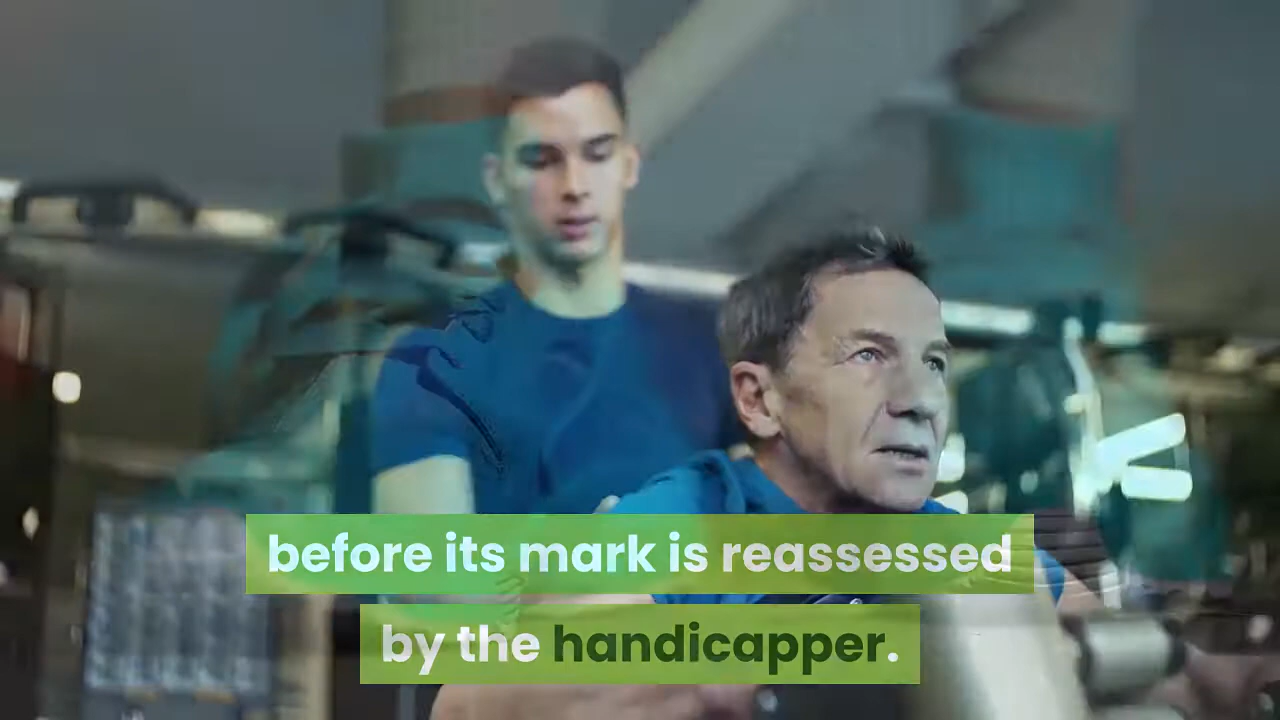 before its mark is reassessed
by the handicapper.